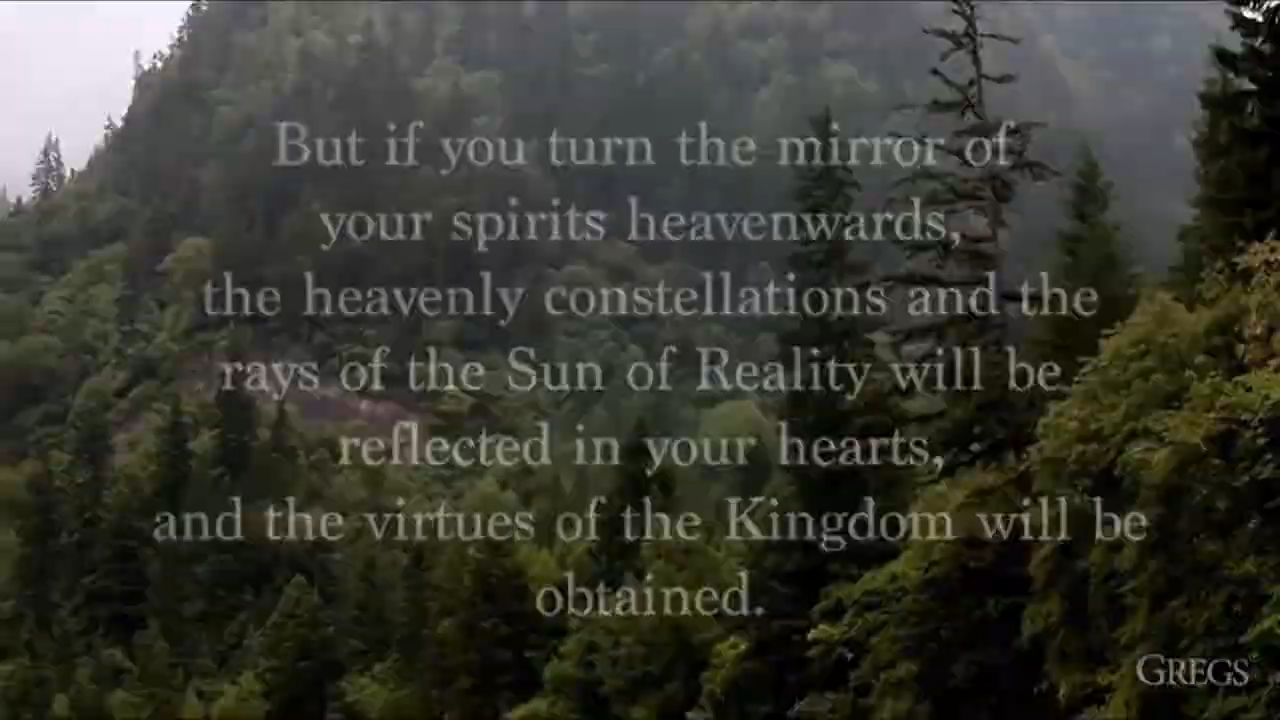 But if you turn the mirror of
your spirits heavenwards,
the heavenly constellations and the
rays of the Sun of Reality will be
reflected in your hearts,
and the virtues of the Kingdom will be
obtained.
GREGS